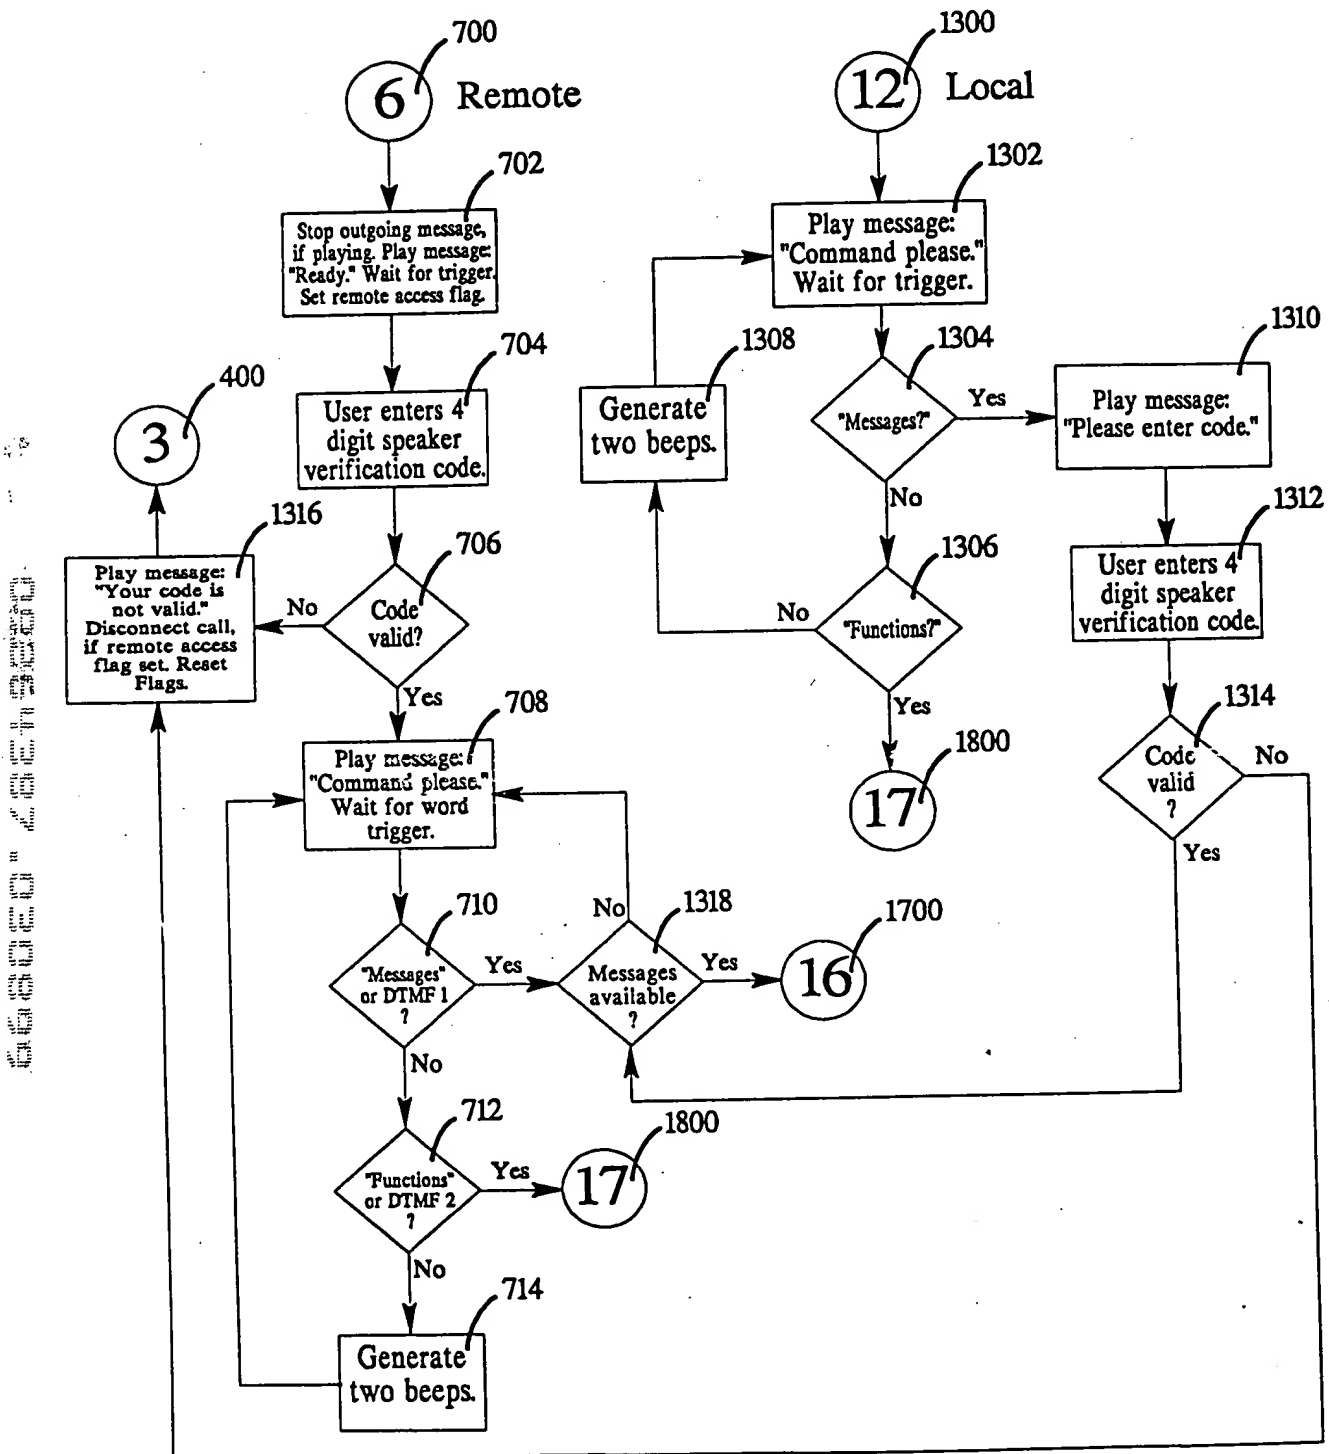 700
6
Remote
702
Stop outgoing message,
if playing. Play message:
"Ready." Wait for trigger.
Set remote access flag.
704
User enters 4
digit speaker
verification code.
400
3
1316
Play message:
"Your code is
not valid."
Disconnect call,
if remote access
flag set. Reset
Flags.
706
Code
valid?
No
Yes
708
Play message:
"Command please."
Wait for word
trigger.
710
"Messages"
or DTMF 1
?
Yes
No
1318
Messages
available
?
No
Yes
1700
16
712
"Functions"
or DTMF 2
?
Yes
No
1800
17
714
Generate
two beeps.
1300
12
Local
1302
Play message:
"Command please."
Wait for trigger.
1308
Generate
two beeps.
1304
"Messages?"
Yes
No
1306
"Functions?"
No
Yes
1800
17
1310
Play message:
"Please enter code."
1312
User enters 4
digit speaker
verification code.
1314
Code
valid
?
No
Yes